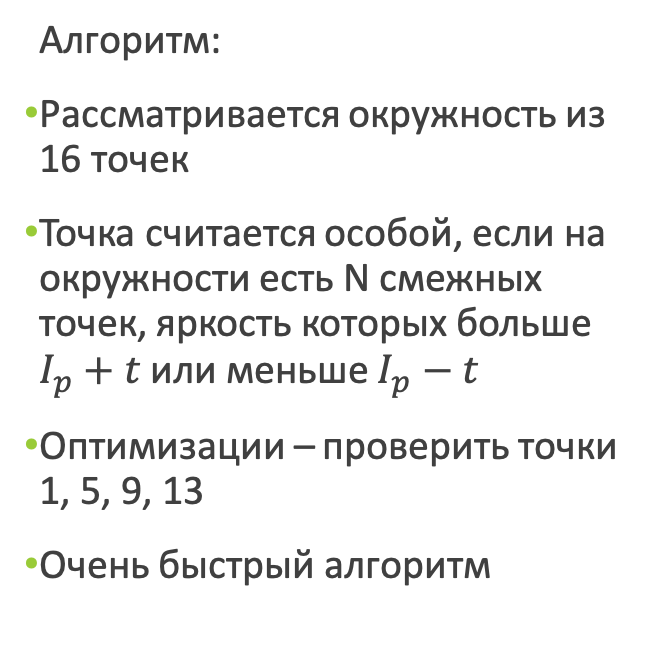 Алгоритм:
•Рассматривается окружность из
16 точек
•Точка считается особой, если на
окружности есть N смежных
точек, яркость которых больше
I_p + t или меньше I_p − t
•Оптимизации – проверить точки
1, 5, 9, 13
•Очень быстрый алгоритм